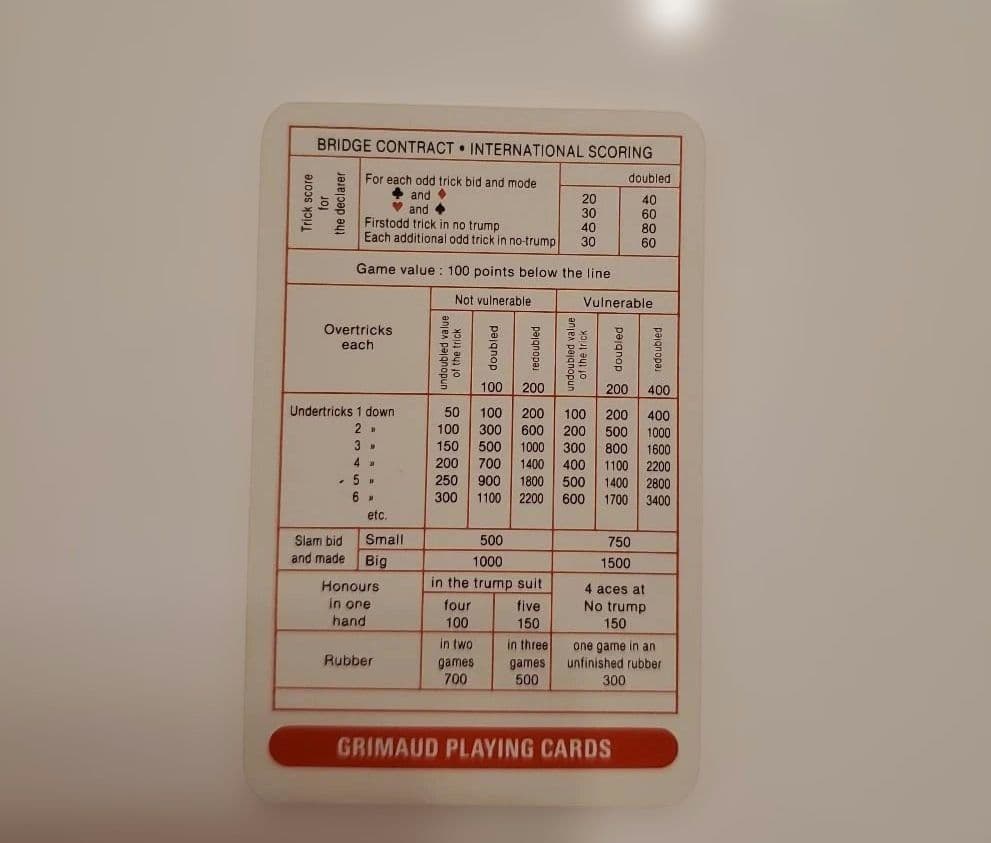 BRIDGE CONTRACT • INTERNATIONAL SCORING
Trick score
for
the declarer
doubled
For each odd trick bid and mode
♣ and ♦ 20 40
♥ and ♠ 30 60
Firstodd trick in no trump 40 80
Each additional odd trick in no-trump 30 60
Game value : 100 points below the line
Not vulnerable Vulnerable
Overtricks
each
undoubled value
of the trick
doubled
redoubled
undoubled value
of the trick
doubled
redoubled
100 200 200 400
Undertricks 1 down 50 100 200 100 200 400
2 » 100 300 600 200 500 1000
3 » 150 500 1000 300 800 1600
4 » 200 700 1400 400 1100 2200
5 » 250 900 1800 500 1400 2800
6 » 300 1100 2200 600 1700 3400
etc.
Slam bid
and made
Small 500 750
Big 1000 1500
Honours
in one
hand
in the trump suit
four
100
five
150
4 aces at
No trump
150
Rubber
in two
games
700
in three
games
500
one game in an
unfinished rubber
300
GRIMAUD PLAYING CARDS